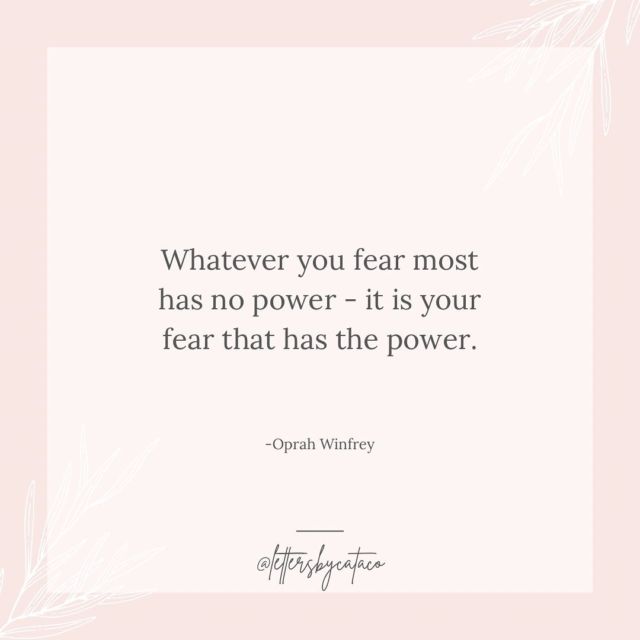 Whatever you fear most
has no power - it is your
fear that has the power.
-Oprah Winfrey
@lettersbycataco